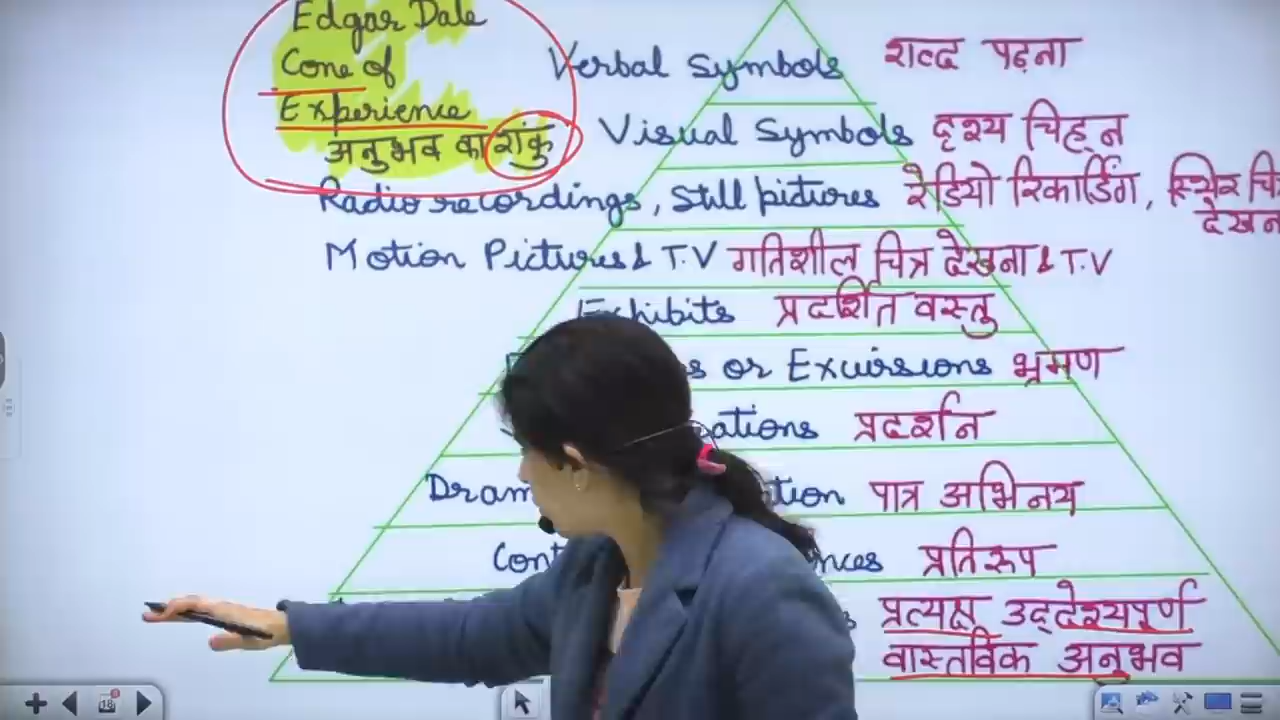 Edgar Dale
Cone of
Experience
अनुभव का शंकु
Verbal Symbols शब्द पढ़ना
Visual Symbols दृश्य चिह्न
Radio recordings, Still pictures रेडियो रिकार्डिंग, स्थिर चि
देखन
Motion Pictures & T.V गतिशील चित्र देखना & T.V
Exhibits प्रदर्शित वस्तु
s or Excursions भ्रमण
ations प्रदर्शन
Dram tion पात्र अभिनय
Cont nces प्रतिरूप
s प्रत्यक्ष उद्देश्यपूर्ण
वास्तविक अनुभव
18